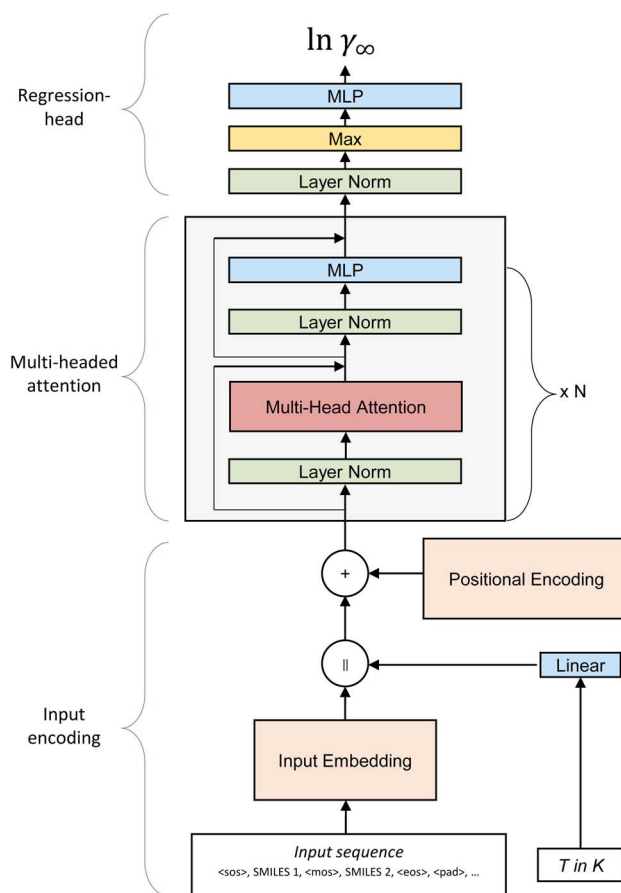 ln γ∞
Regression-
head
MLP
Max
Layer Norm
MLP
Layer Norm
Multi-headed
attention
Multi-Head Attention
x N
Layer Norm
+
Positional Encoding
||
Linear
Input
encoding
Input Embedding
Input sequence
<sos>, SMILES 1, <mos>, SMILES 2, <eos>, <pad>, ...
T in K